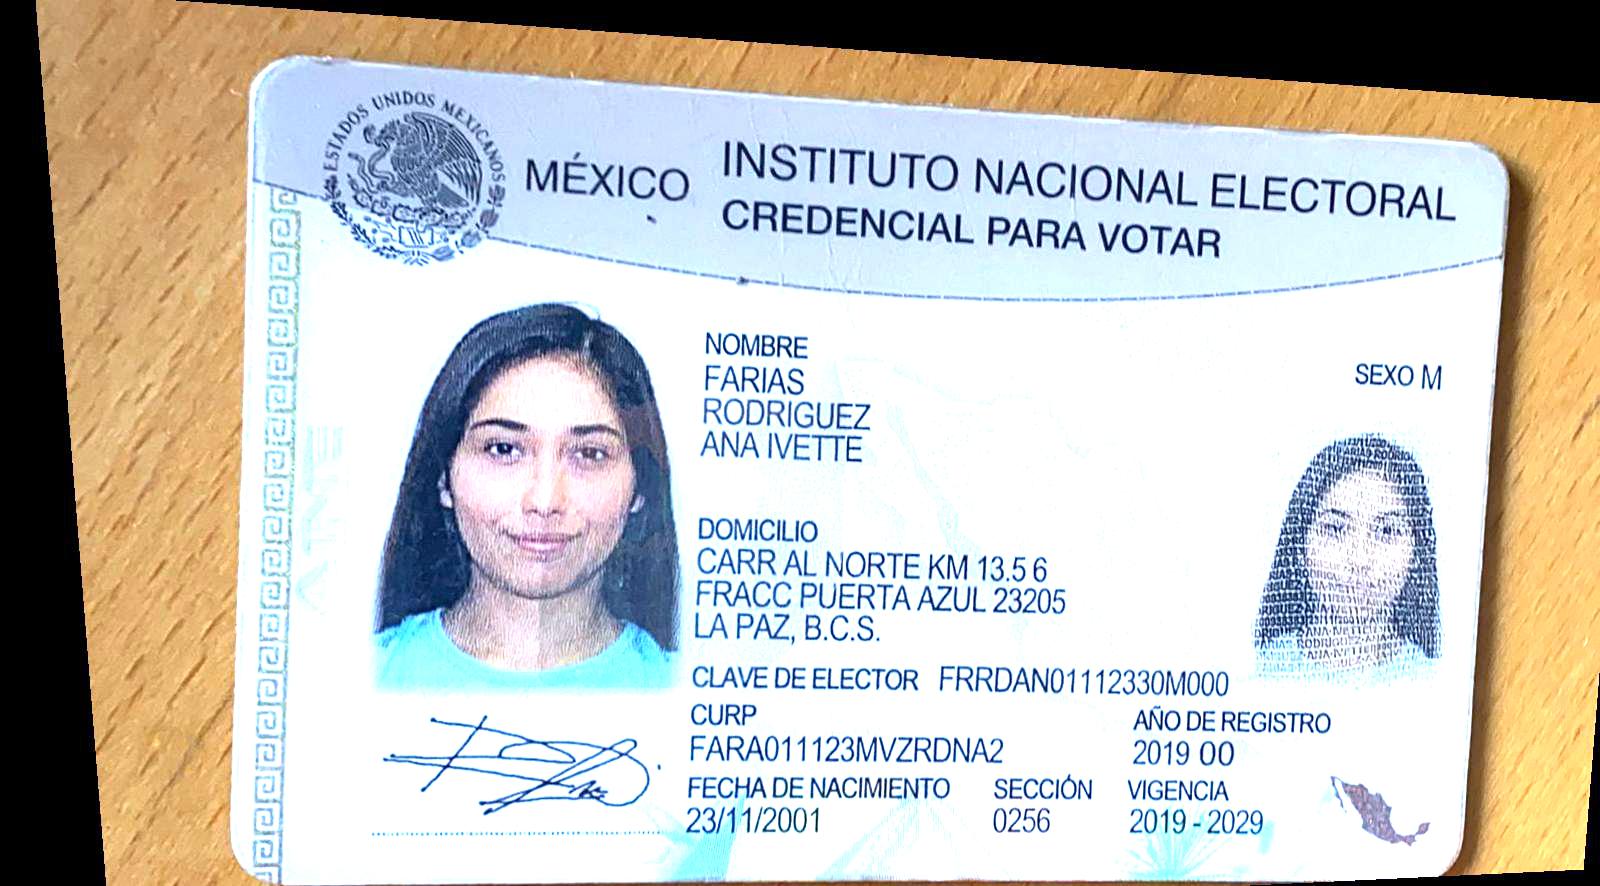 ESTADOS UNIDOS MEXICANOS
MÉXICO
INSTITUTO NACIONAL ELECTORAL
CREDENCIAL PARA VOTAR
NOMBRE
FARIAS
RODRIGUEZ
ANA IVETTE
SEXO M
DOMICILIO
CARR AL NORTE KM 13.5 6
FRACC PUERTA AZUL 23205
LA PAZ, B.C.S.
CLAVE DE ELECTOR FRRDAN01112330M000
CURP
FARA011123MVZRDNA2
AÑO DE REGISTRO
2019 00
FECHA DE NACIMIENTO
23/11/2001
SECCIÓN
0256
VIGENCIA
2019 - 2029